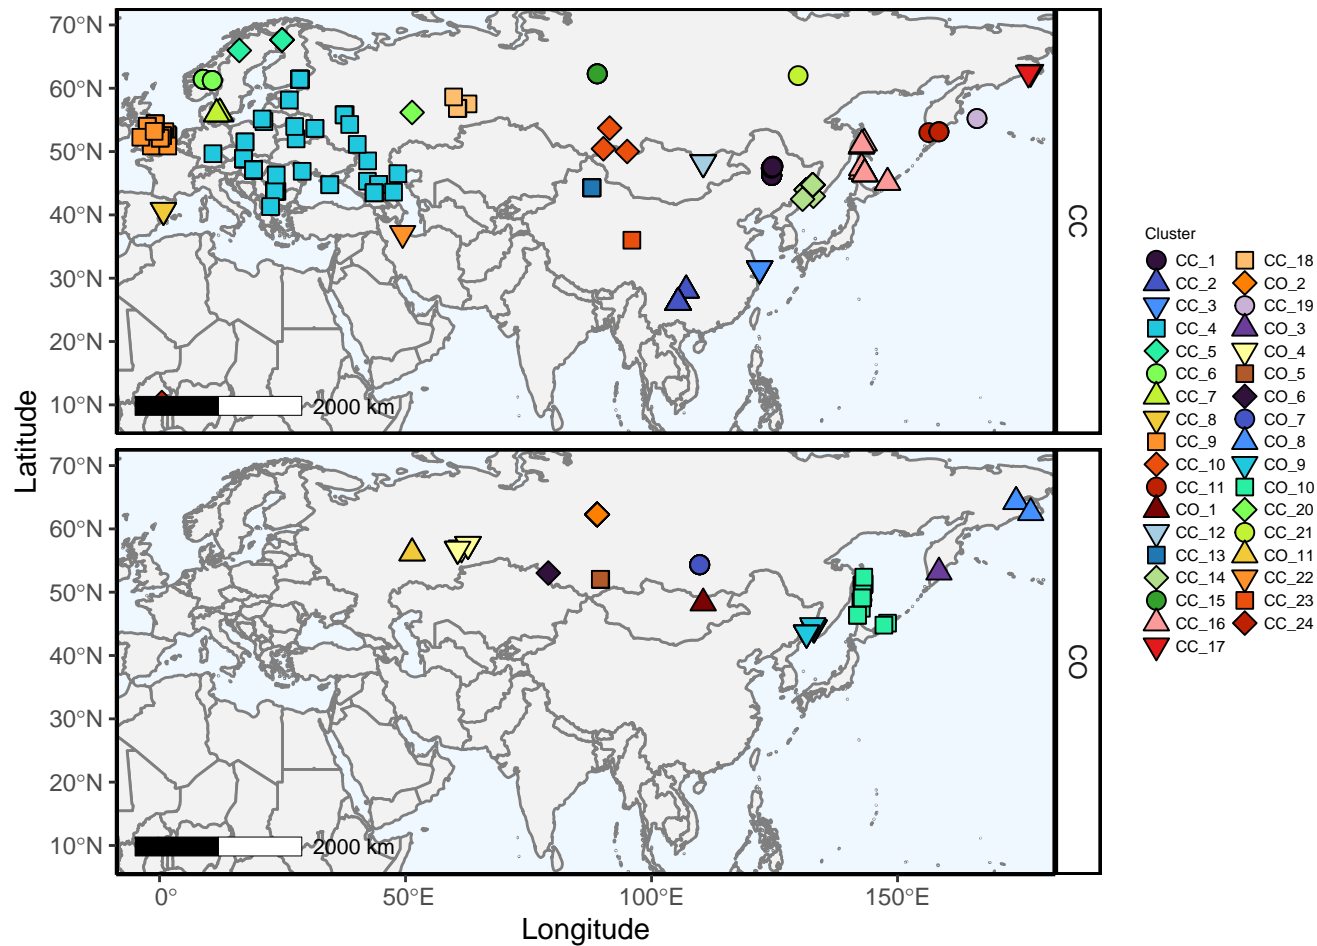 70°N
60°N
50°N
40°N
30°N
20°N
10°N
2000 km
CC
70°N
60°N
50°N
40°N
30°N
20°N
10°N
2000 km
CO
0°
50°E
100°E
150°E
Longitude
Latitude
Cluster
CC_1
CC_2
CC_3
CC_4
CC_5
CC_6
CC_7
CC_8
CC_9
CC_10
CC_11
CO_1
CC_12
CC_13
CC_14
CC_15
CC_16
CC_17
CC_18
CO_2
CC_19
CO_3
CO_4
CO_5
CO_6
CO_7
CO_8
CO_9
CO_10
CC_20
CC_21
CO_11
CC_22
CC_23
CC_24